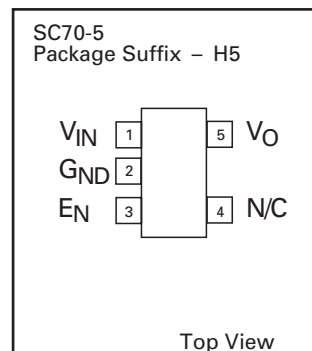 SC70-5
Package Suffix – H5
VIN 1 5 VO
GND 2
EN 3 4 N/C
Top View